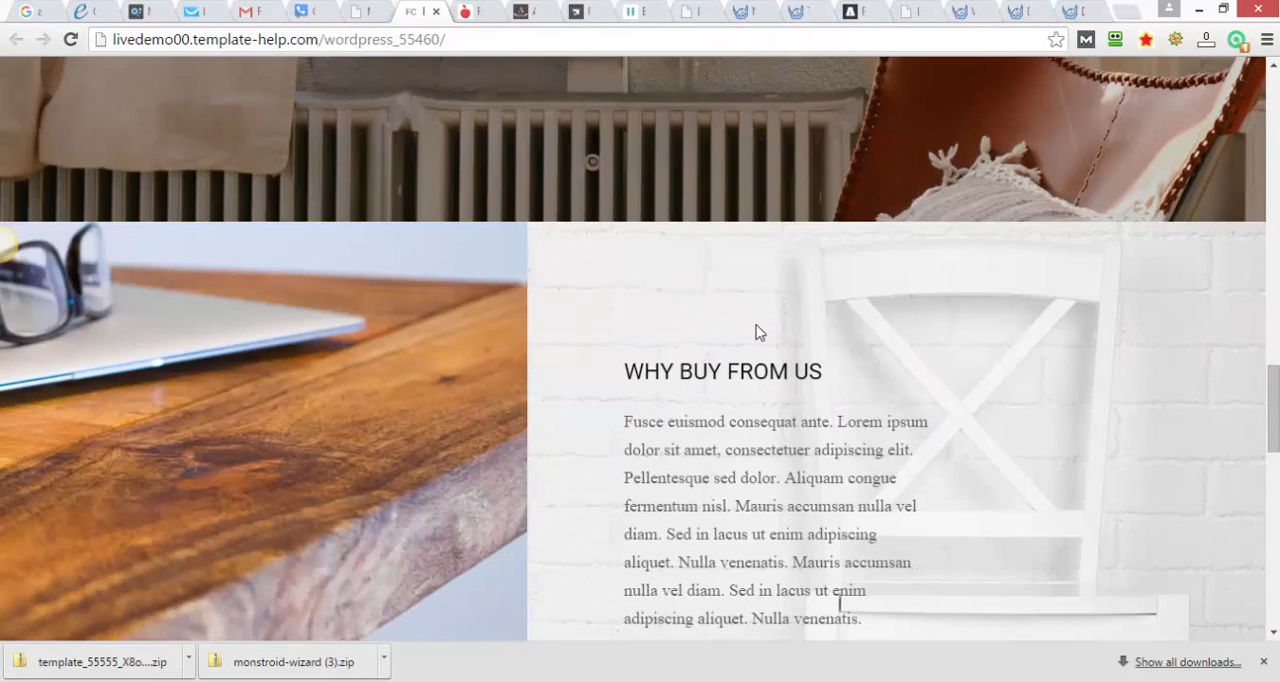 FC
livedemo00.template-help.com/wordpress_55460/
0
WHY BUY FROM US
Fusce euismod consequat ante. Lorem ipsum
dolor sit amet, consectetuer adipiscing elit.
Pellentesque sed dolor. Aliquam congue
fermentum nisl. Mauris accumsan nulla vel
diam. Sed in lacus ut enim adipiscing
aliquet. Nulla venenatis. Mauris accumsan
nulla vel diam. Sed in lacus ut enim
adipiscing aliquet. Nulla venenatis.
template_55555_X8o....zip
monstroid-wizard (3).zip
Show all downloads...